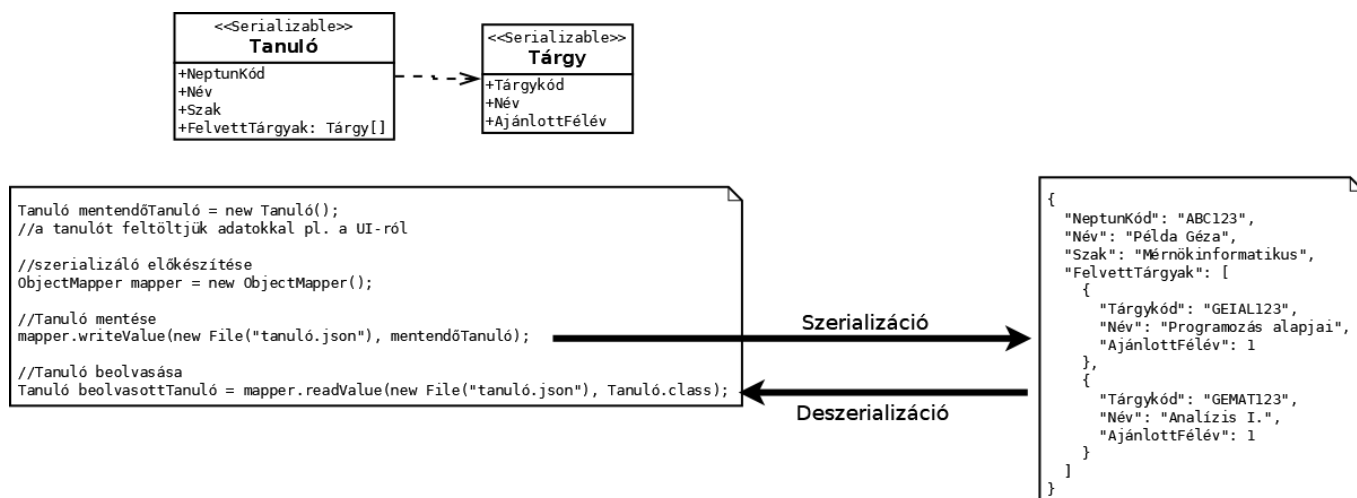 <<Serializable>>
Tanuló
+NeptunKód
+Név
+Szak
+FelvettTárgyak: Tárgy[]
<<Serializable>>
Tárgy
+Tárgykód
+Név
+AjánlottFélév
Tanuló mentendőTanuló = new Tanuló();
//a tanulót feltöltjük adatokkal pl. a UI-ról
//szerializáló előkészítése
ObjectMapper mapper = new ObjectMapper();
//Tanuló mentése
mapper.writeValue(new File("tanuló.json"), mentendőTanuló);
//Tanuló beolvasása
Tanuló beolvasottTanuló = mapper.readValue(new File("tanuló.json"), Tanuló.class);
Szerializáció
Deszerializáció
{
"NeptunKód": "ABC123",
"Név": "Példa Géza",
"Szak": "Mérnökinformatikus",
"FelvettTárgyak": [
{
"Tárgykód": "GEIAL123",
"Név": "Programozás alapjai",
"AjánlottFélév": 1
},
{
"Tárgykód": "GEMAT123",
"Név": "Analízis I.",
"AjánlottFélév": 1
}
]
}